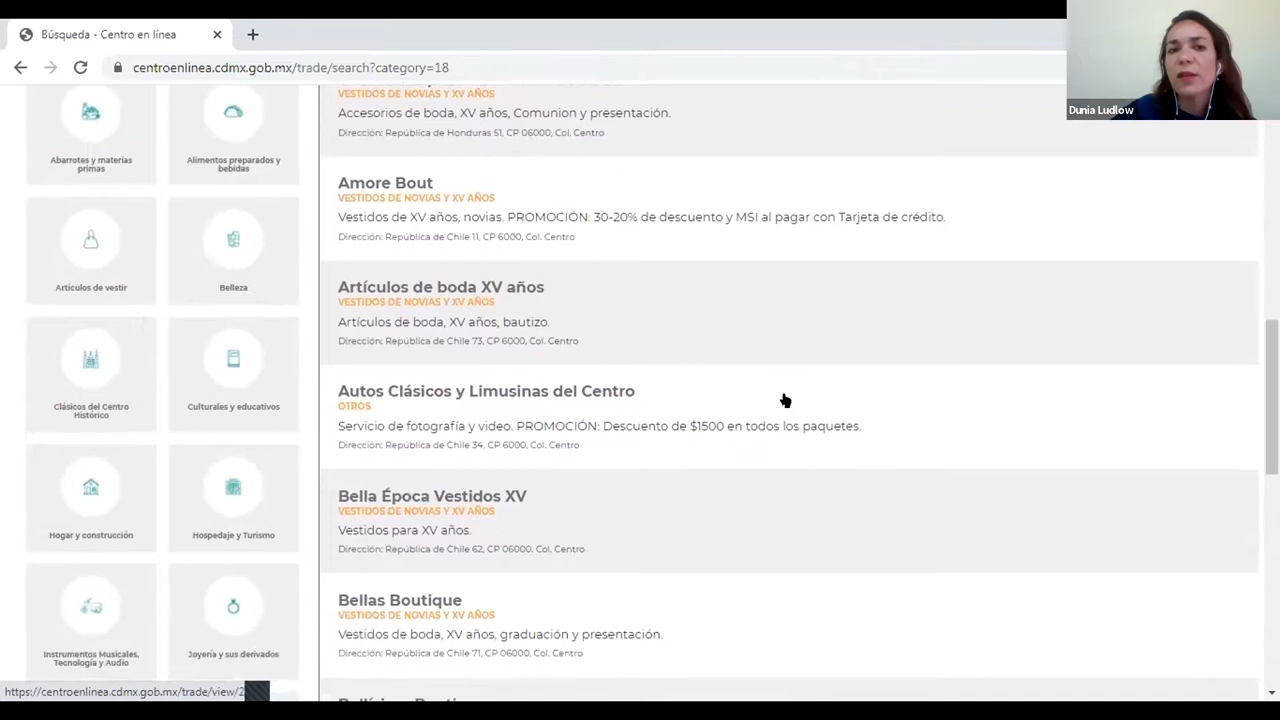 Búsqueda - Centro en línea
centroenlinea.cdmx.gob.mx/trade/search?category=18
Dunia Ludlow
Abarrotes y materias
primas
Alimentos preparados y
bebidas
Artículos de vestir
Belleza
Clásicos del Centro
Histórico
Culturales y educativos
Hogar y construcción
Hospedaje y Turismo
Instrumentos Musicales,
Tecnología y Audio
Joyería y sus derivados
VESTIDOS DE NOVIAS Y XV AÑOS
Accesorios de boda, XV años, Comunion y presentación.
Dirección: República de Honduras 51, CP 06000, Col. Centro
Amore Bout
VESTIDOS DE NOVIAS Y XV AÑOS
Vestidos de XV años, novias. PROMOCIÓN: 30-20% de descuento y MSI al pagar con Tarjeta de crédito.
Dirección: República de Chile 11, CP 6000, Col. Centro
Artículos de boda XV años
VESTIDOS DE NOVIAS Y XV AÑOS
Artículos de boda, XV años, bautizo.
Dirección: República de Chile 73, CP 6000, Col. Centro
Autos Clásicos y Limusinas del Centro
OTROS
Servicio de fotografía y video. PROMOCIÓN: Descuento de $1500 en todos los paquetes.
Dirección: República de Chile 34, CP 6000, Col. Centro
Bella Época Vestidos XV
VESTIDOS DE NOVIAS Y XV AÑOS
Vestidos para XV años.
Dirección: República de Chile 62, CP 06000. Col. Centro
Bellas Boutique
VESTIDOS DE NOVIAS Y XV AÑOS
Vestidos de boda, XV años, graduación y presentación.
Dirección: República de Chile 71, CP 06000, Col. Centro
https://centroenlinea.cdmx.gob.mx/trade/view/2